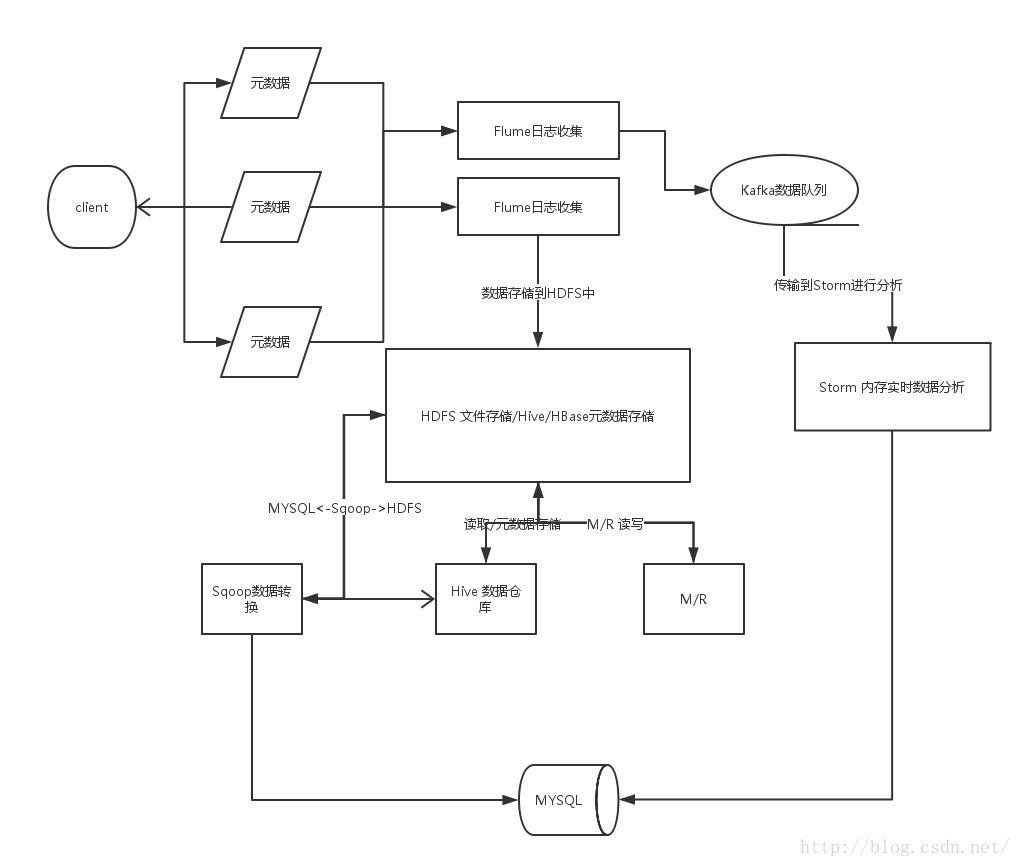 元数据
Flume日志收集
Kafka数据队列
client
元数据
Flume日志收集
数据存储到HDFS中
传输到Storm进行分析
元数据
HDFS 文件存储/Hive/HBase元数据存储
Storm 内存实时数据分析
MYSQL<-Sqoop->HDFS
读取/元数据存储
M/R 读写
Sqoop数据转
换
Hive 数据仓
库
M/R
MYSQL
http://blog.csdn.net/